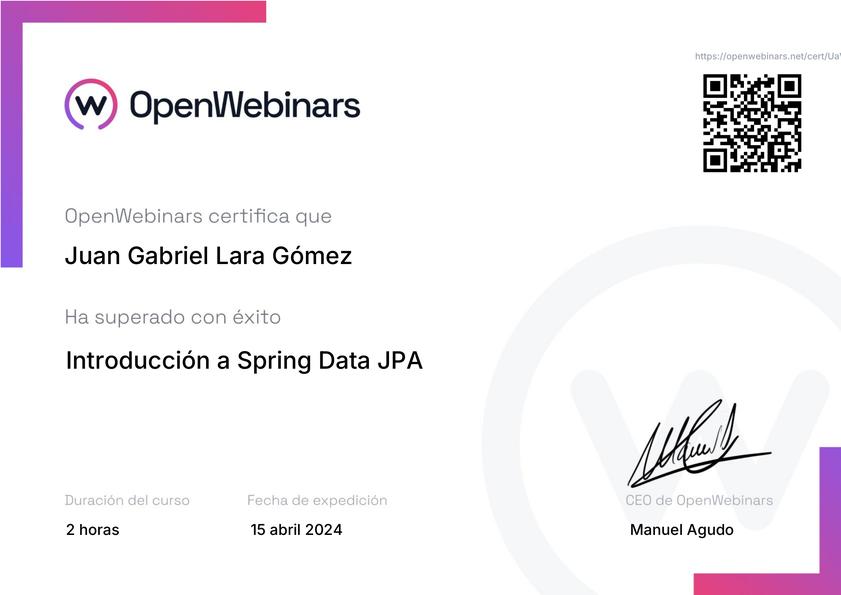 https://openwebinars.net/cert/Ua
OpenWebinars
OpenWebinars certifica que
Juan Gabriel Lara Gómez
Ha superado con éxito
Introducción a Spring Data JPA
Duración del curso
Fecha de expedición
CEO de OpenWebinars
2 horas
15 abril 2024
Manuel Agudo